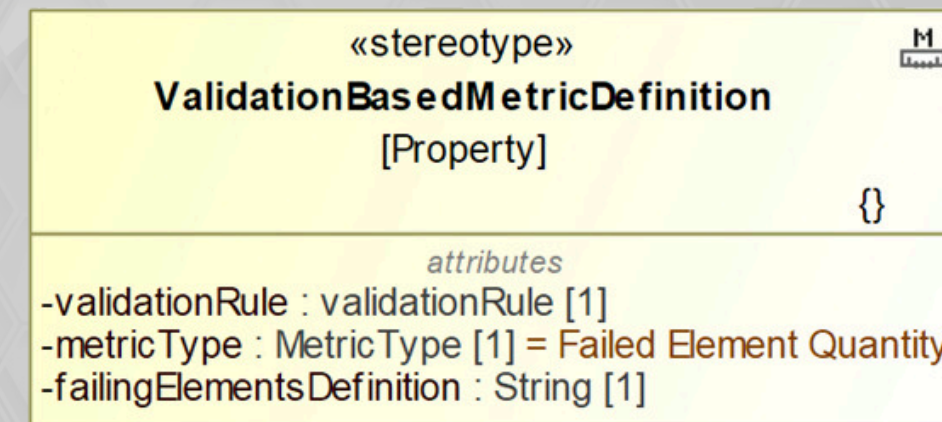 «stereotype»
M
ValidationBasedMetricDefinition
[Property]
{}
attributes
-validationRule : validationRule [1]
-metricType : MetricType [1] = Failed Element Quantity
-failingElementsDefinition : String [1]